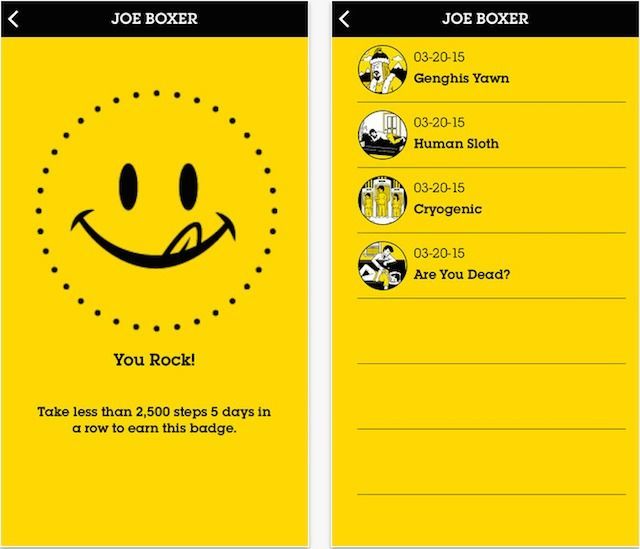 JOE BOXER
You Rock!
Take less than 2,500 steps 5 days in
a row to earn this badge.
JOE BOXER
03-20-15
Genghis Yawn
03-20-15
Human Sloth
03-20-15
Cryogenic
03-20-15
Are You Dead?